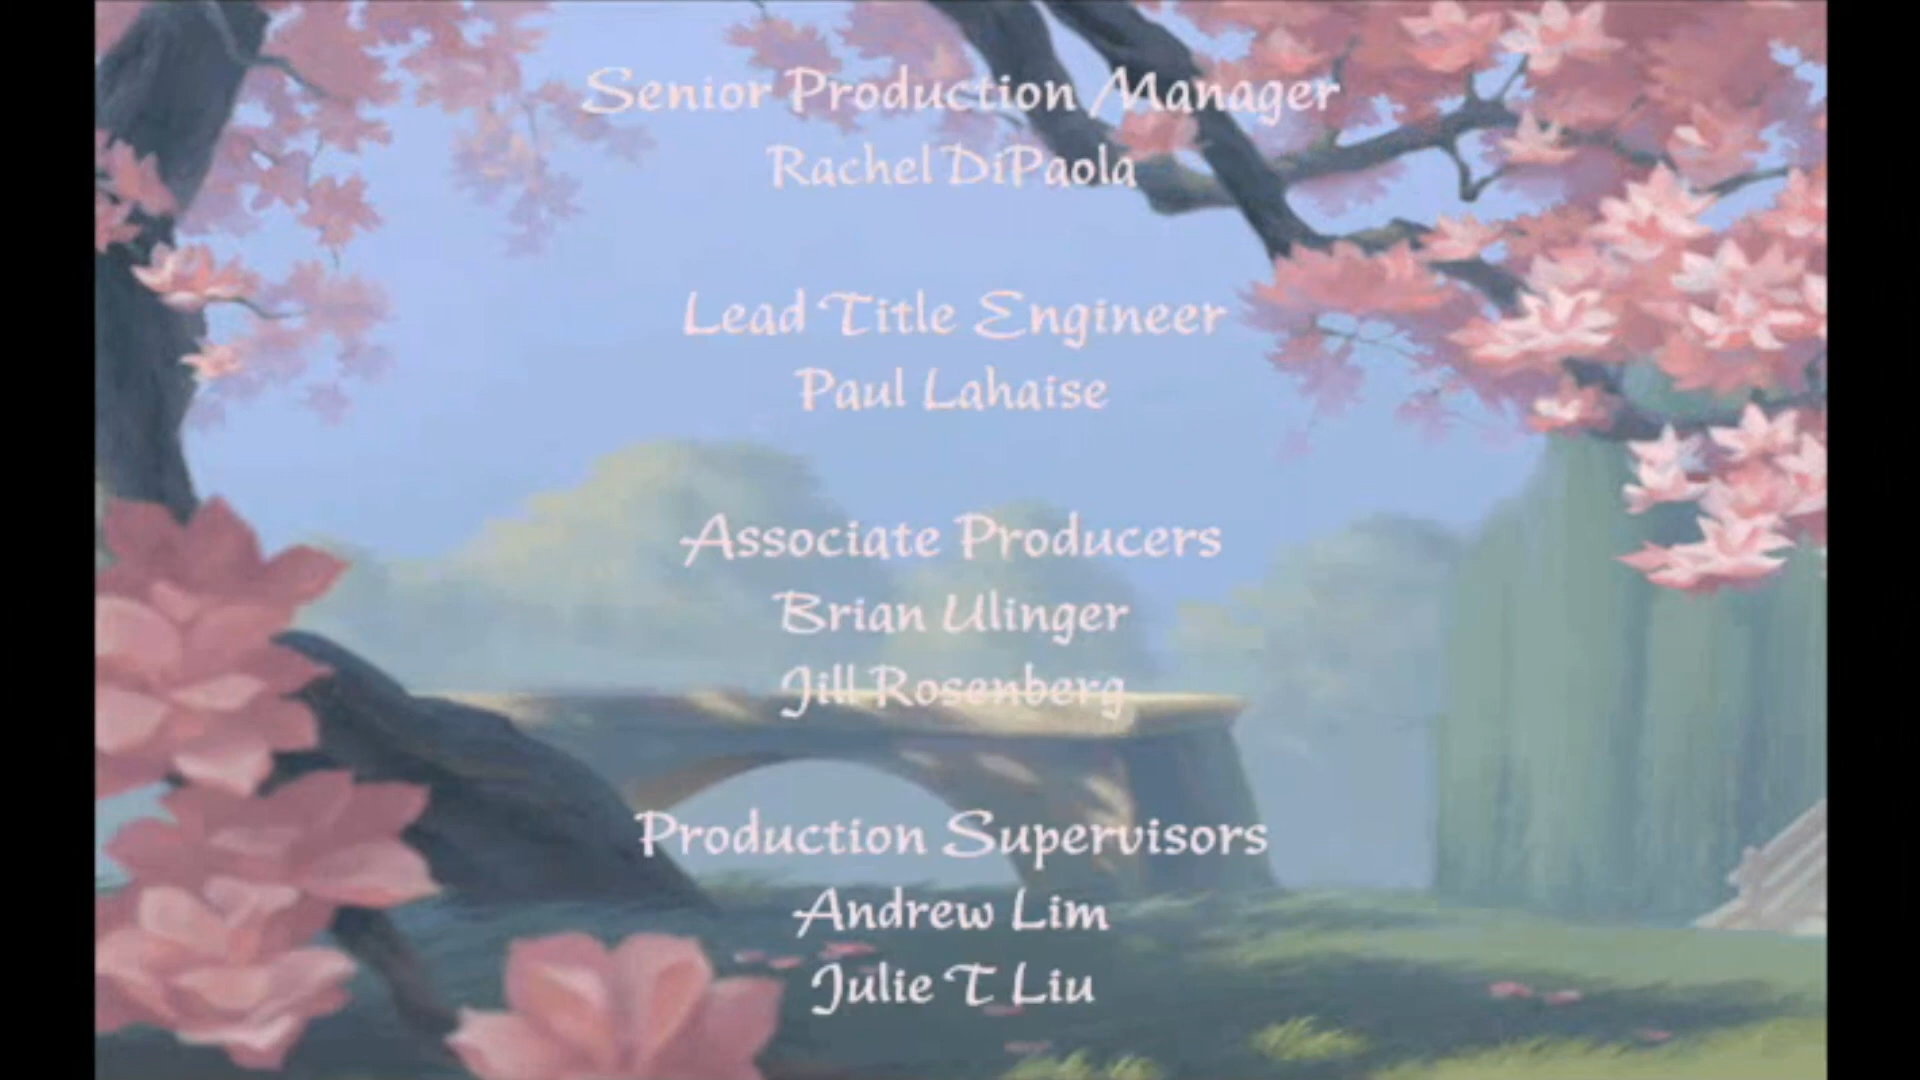 Senior Production Manager
Rachel DiPaola
Lead Title Engineer
Paul Lahaise
Associate Producers
Brian Ulinger
Jill Rosenberg
Production Supervisors
Andrew Lim
Julie T Liu